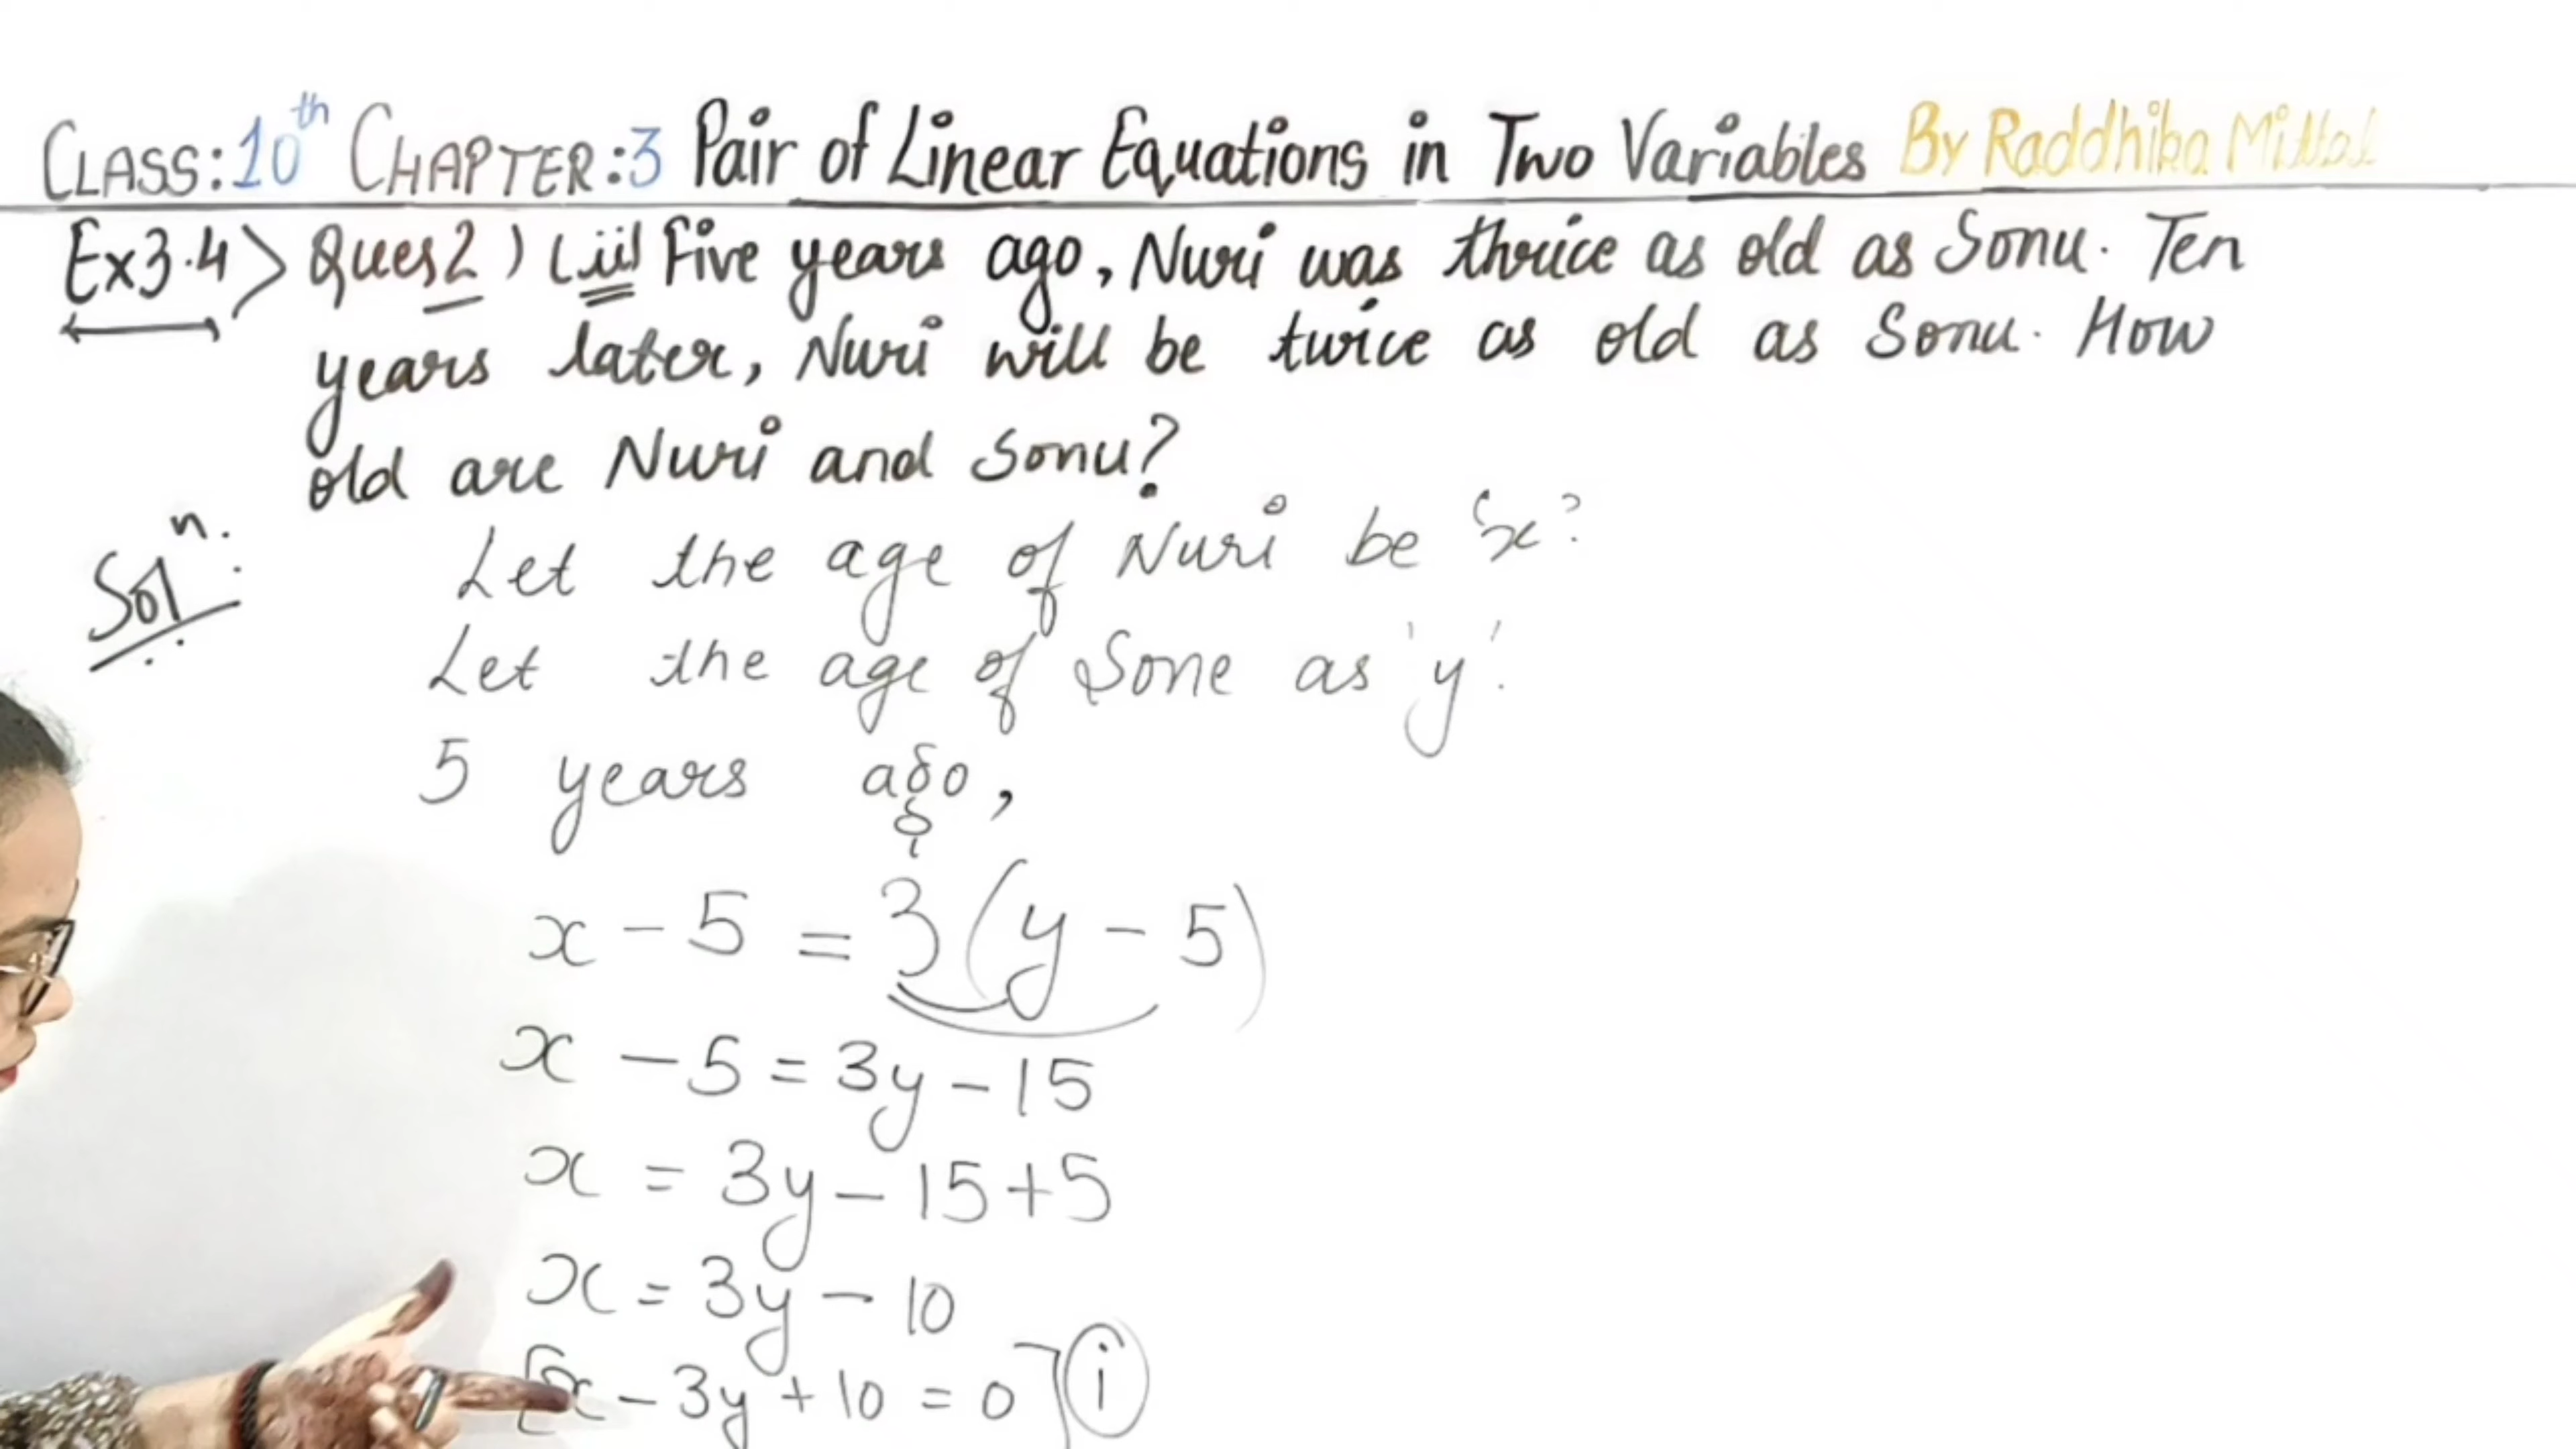 CLASS:10th CHAPTER:3 Pair of Linear Equations in Two Variables By Raddhika Mittal
Ex3.4> Ques2) (ii) Five years ago, Nuri was thrice as old as Sonu. Ten
years later, Nuri will be twice as old as Sonu. How
old are Nuri and Sonu?
Solⁿ:
Let the age of Nuri be 'x'.
Let the age of Sone as 'y'.
5 years ago,
x - 5 = 3(y - 5)
x - 5 = 3y - 15
x = 3y - 15 + 5
x = 3y - 10
[x - 3y + 10 = 0] (i)